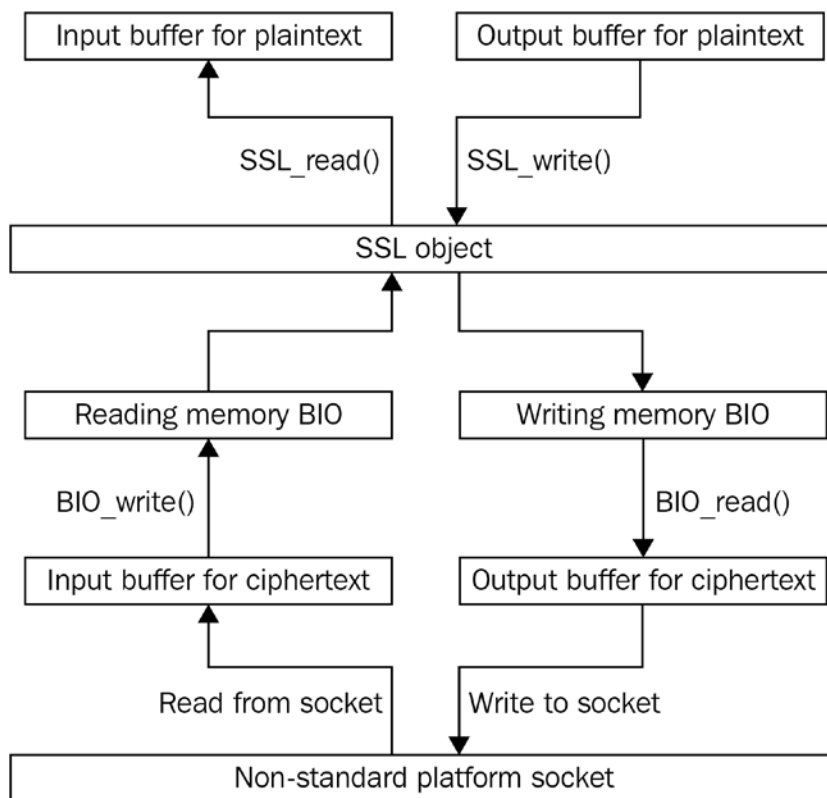 Input buffer for plaintext
Output buffer for plaintext
SSL_read()
SSL_write()
SSL object
Reading memory BIO
Writing memory BIO
BIO_write()
BIO_read()
Input buffer for ciphertext
Output buffer for ciphertext
Read from socket
Write to socket
Non-standard platform socket